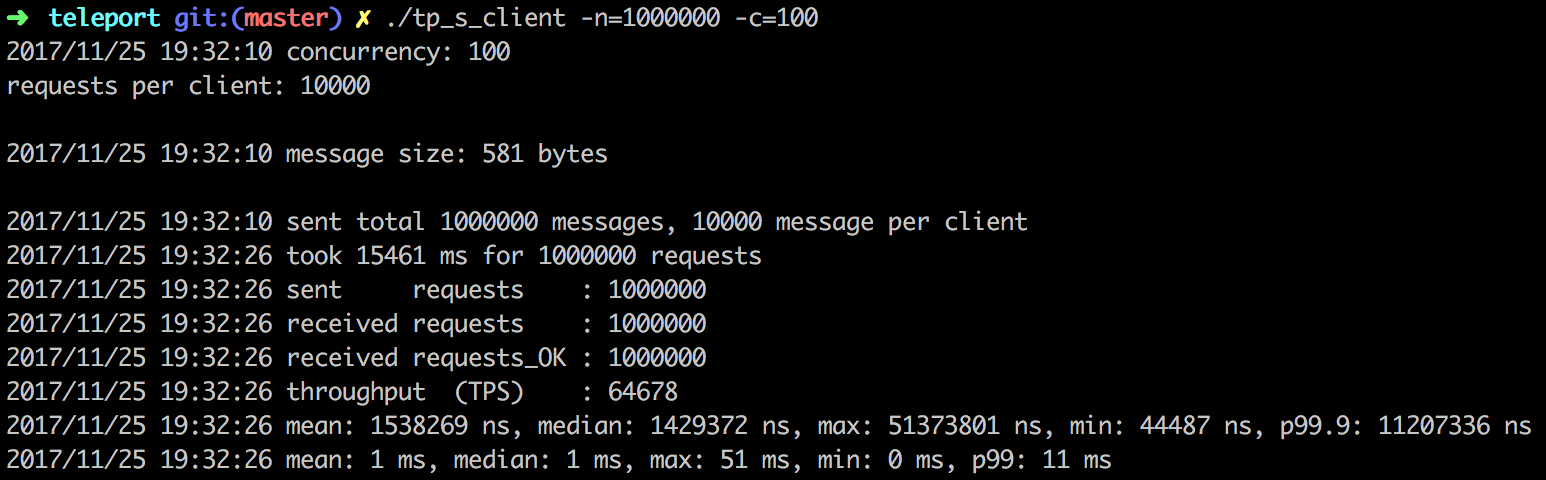 ➜ teleport git:(master) ✗ ./tp_s_client -n=1000000 -c=100
2017/11/25 19:32:10 concurrency: 100
requests per client: 10000
2017/11/25 19:32:10 message size: 581 bytes
2017/11/25 19:32:10 sent total 1000000 messages, 10000 message per client
2017/11/25 19:32:26 took 15461 ms for 1000000 requests
2017/11/25 19:32:26 sent     requests    : 1000000
2017/11/25 19:32:26 received requests    : 1000000
2017/11/25 19:32:26 received requests_OK : 1000000
2017/11/25 19:32:26 throughput  (TPS)    : 64678
2017/11/25 19:32:26 mean: 1538269 ns, median: 1429372 ns, max: 51373801 ns, min: 44487 ns, p99.9: 11207336 ns
2017/11/25 19:32:26 mean: 1 ms, median: 1 ms, max: 51 ms, min: 0 ms, p99: 11 ms